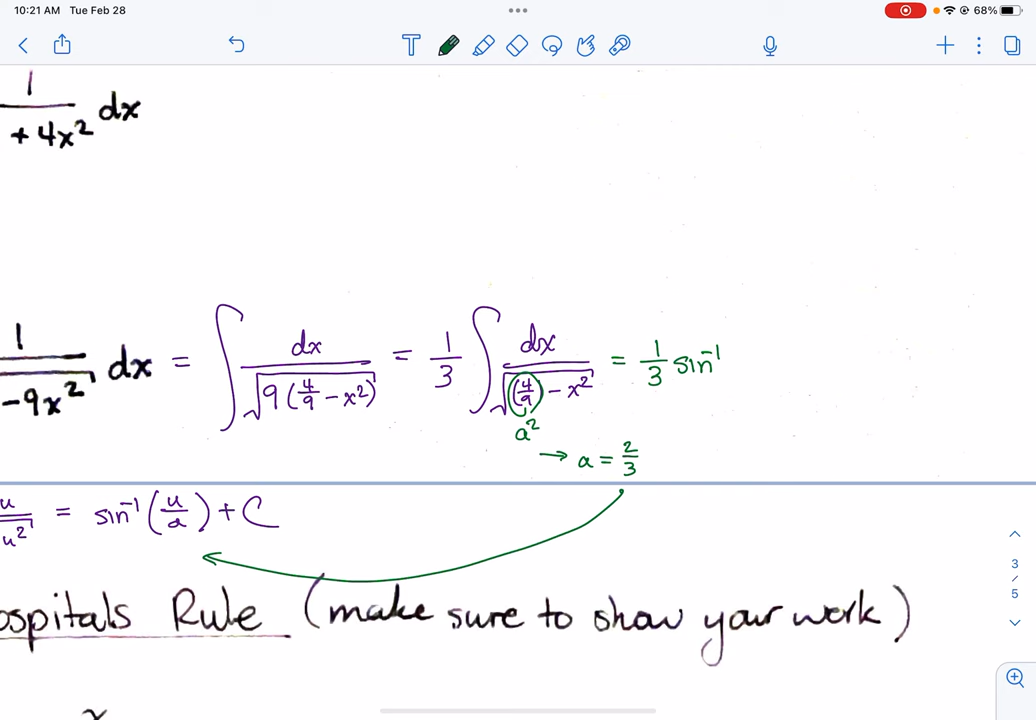 10:21 AM Tue Feb 28
68%
1
+ 4x² dx
1/√(-9x²) dx = ∫ dx/√(9(4/9 - x²)) = 1/3 ∫ dx/√((4/9) - x²) = 1/3 sin⁻¹
a²
→ a = 2/3
u/u² = sin⁻¹(u/a) + C
ospitals Rule (make sure to show your work)
x
3
/
5